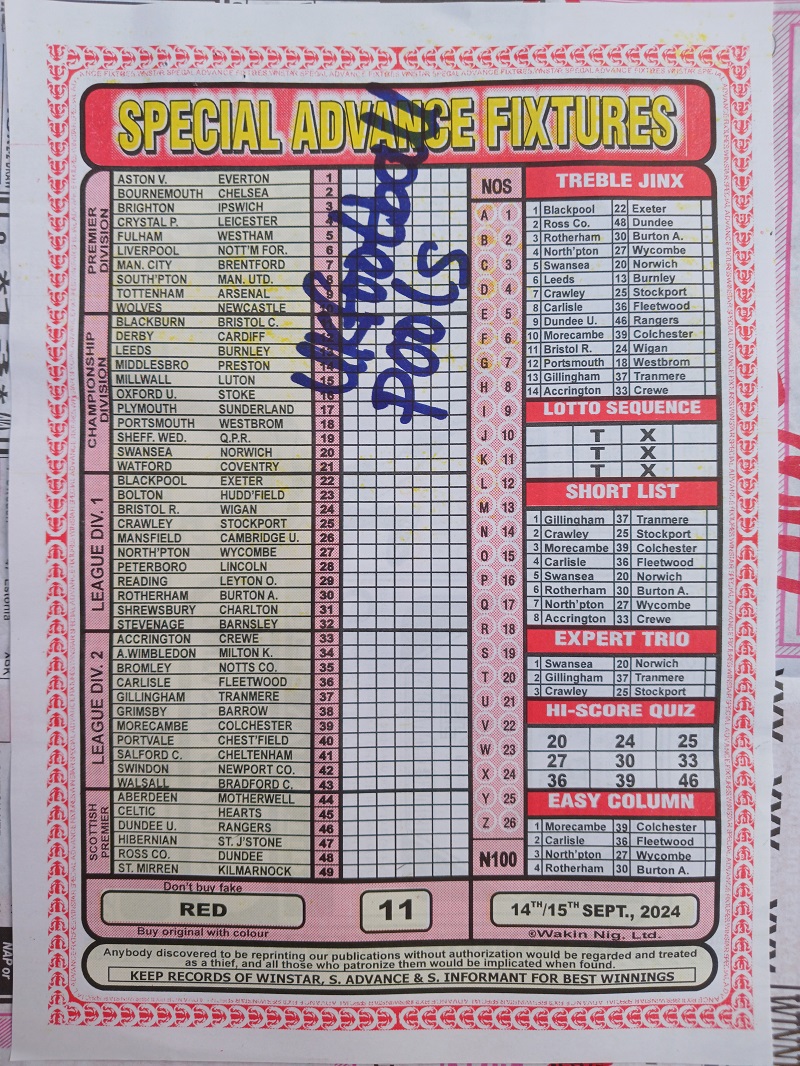 SPECIAL ADVANCE FIXTURES
UK football
pools
PREMIER DIVISION
ASTON V. EVERTON 1
BOURNEMOUTH CHELSEA 2
BRIGHTON IPSWICH 3
CRYSTAL P. LEICESTER 4
FULHAM WESTHAM 5
LIVERPOOL NOTT'M FOR. 6
MAN. CITY BRENTFORD 7
SOUTH'PTON MAN. UTD. 8
TOTTENHAM ARSENAL 9
WOLVES NEWCASTLE
CHAMPIONSHIP DIVISION
BLACKBURN BRISTOL C.
DERBY CARDIFF
LEEDS BURNLEY
MIDDLESBRO PRESTON 14
MILLWALL LUTON 15
OXFORD U. STOKE 16
PLYMOUTH SUNDERLAND 17
PORTSMOUTH WESTBROM 18
SHEFF. WED. Q.P.R. 19
SWANSEA NORWICH 20
WATFORD COVENTRY 21
LEAGUE DIV. 1
BLACKPOOL EXETER 22
BOLTON HUDD'FIELD 23
BRISTOL R. WIGAN 24
CRAWLEY STOCKPORT 25
MANSFIELD CAMBRIDGE U. 26
NORTH'PTON WYCOMBE 27
PETERBORO LINCOLN 28
READING LEYTON O. 29
ROTHERHAM BURTON A. 30
SHREWSBURY CHARLTON 31
STEVENAGE BARNSLEY 32
LEAGUE DIV. 2
ACCRINGTON CREWE 33
A.WIMBLEDON MILTON K. 34
BROMLEY NOTTS CO. 35
CARLISLE FLEETWOOD 36
GILLINGHAM TRANMERE 37
GRIMSBY BARROW 38
MORECAMBE COLCHESTER 39
PORTVALE CHEST'FIELD 40
SALFORD C. CHELTENHAM 41
SWINDON NEWPORT CO. 42
WALSALL BRADFORD C. 43
SCOTTISH PREMIER
ABERDEEN MOTHERWELL 44
CELTIC HEARTS 45
DUNDEE U. RANGERS 46
HIBERNIAN ST. J'STONE 47
ROSS CO. DUNDEE 48
ST. MIRREN KILMARNOCK 49
NOS
A 1
B 2
C 3
D 4
E 5
F 6
G 7
H 8
I 9
J 10
K 11
L 12
M 13
N 14
O 15
P 16
Q 17
R 18
S 19
T 20
U 21
V 22
W 23
X 24
Y 25
Z 26
₦100
TREBLE JINX
1 Blackpool 22 Exeter
2 Ross Co. 48 Dundee
3 Rotherham 30 Burton A.
4 North'pton 27 Wycombe
5 Swansea 20 Norwich
6 Leeds 13 Burnley
7 Crawley 25 Stockport
8 Carlisle 36 Fleetwood
9 Dundee U. 46 Rangers
10 Morecambe 39 Colchester
11 Bristol R. 24 Wigan
12 Portsmouth 18 Westbrom
13 Gillingham 37 Tranmere
14 Accrington 33 Crewe
LOTTO SEQUENCE
T X
T X
T X
SHORT LIST
1 Gillingham 37 Tranmere
2 Crawley 25 Stockport
3 Morecambe 39 Colchester
4 Carlisle 36 Fleetwood
5 Swansea 20 Norwich
6 Rotherham 30 Burton A.
7 North'pton 27 Wycombe
8 Accrington 33 Crewe
EXPERT TRIO
1 Swansea 20 Norwich
2 Gillingham 37 Tranmere
3 Crawley 25 Stockport
HI-SCORE QUIZ
20 24 25
27 30 33
36 39 46
EASY COLUMN
1 Morecambe 39 Colchester
2 Carlisle 36 Fleetwood
3 North'pton 27 Wycombe
4 Rotherham 30 Burton A.
Don't buy fake
RED
Buy original with colour
11
14TH/15TH SEPT., 2024
©Wakin Nig. Ltd.
Anybody discovered to be reprinting our publications without authorization would be regarded and treated
as a thief, and all those who patronize them would be implicated when found.
KEEP RECORDS OF WINSTAR, S. ADVANCE & S. INFORMANT FOR BEST WINNINGS